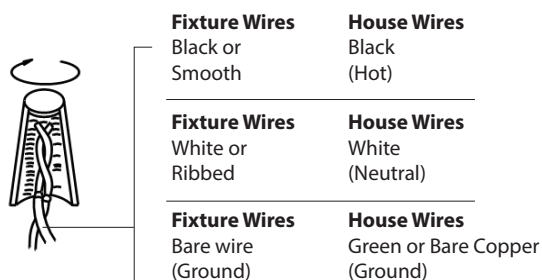 Fixture Wires House Wires
Black or Black
Smooth (Hot)
Fixture Wires House Wires
White or White
Ribbed (Neutral)
Fixture Wires House Wires
Bare wire Green or Bare Copper
(Ground) (Ground)